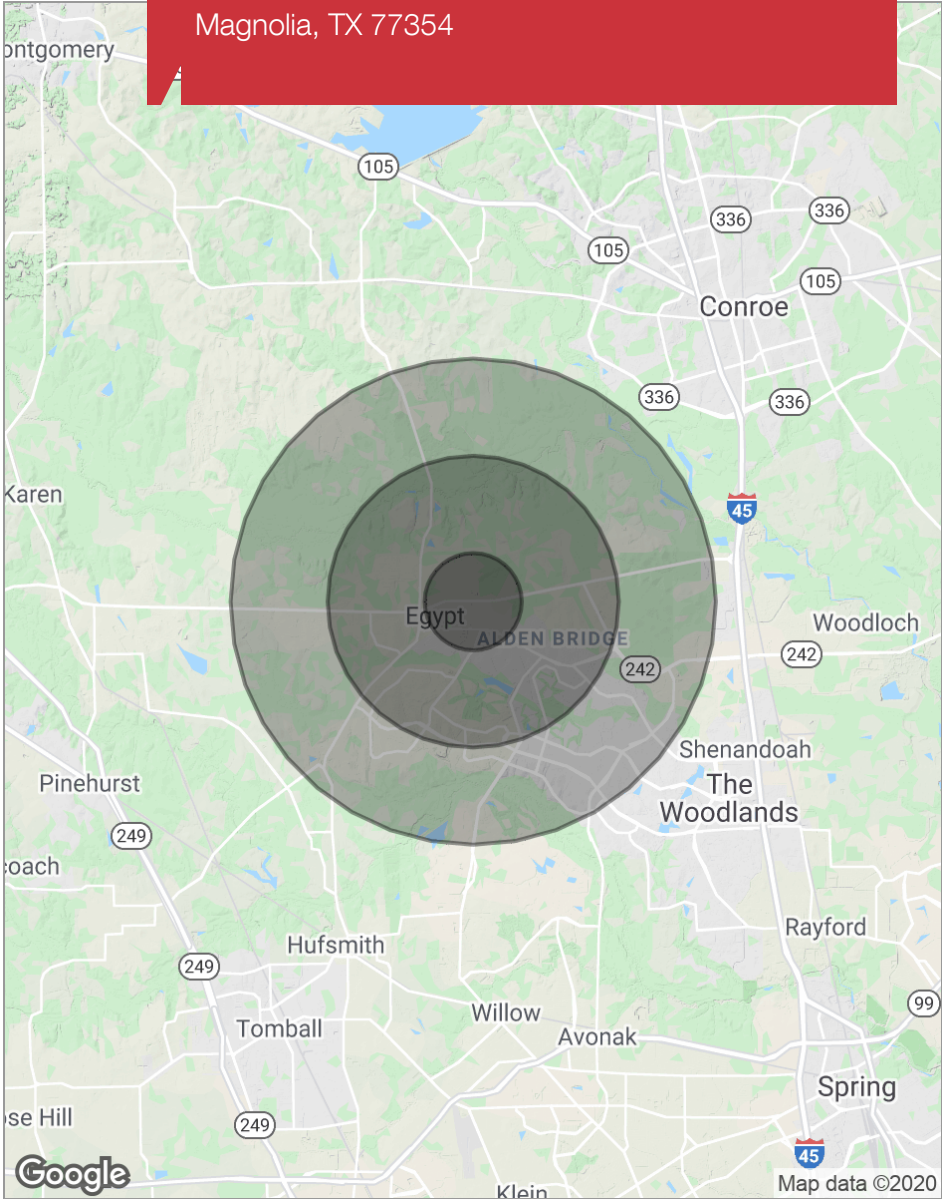 Magnolia, TX 77354
ontgomery
105
336
336
105
105
Conroe
336
336
Karen
45
Egypt
ALDEN BRIDGE
Woodloch
242
242
Shenandoah
Pinehurst
The
Woodlands
249
coach
Rayford
Hufsmith
249
99
Willow
Tomball
Avonak
Spring
ose Hill
249
45
Google
Map data ©2020
Klein